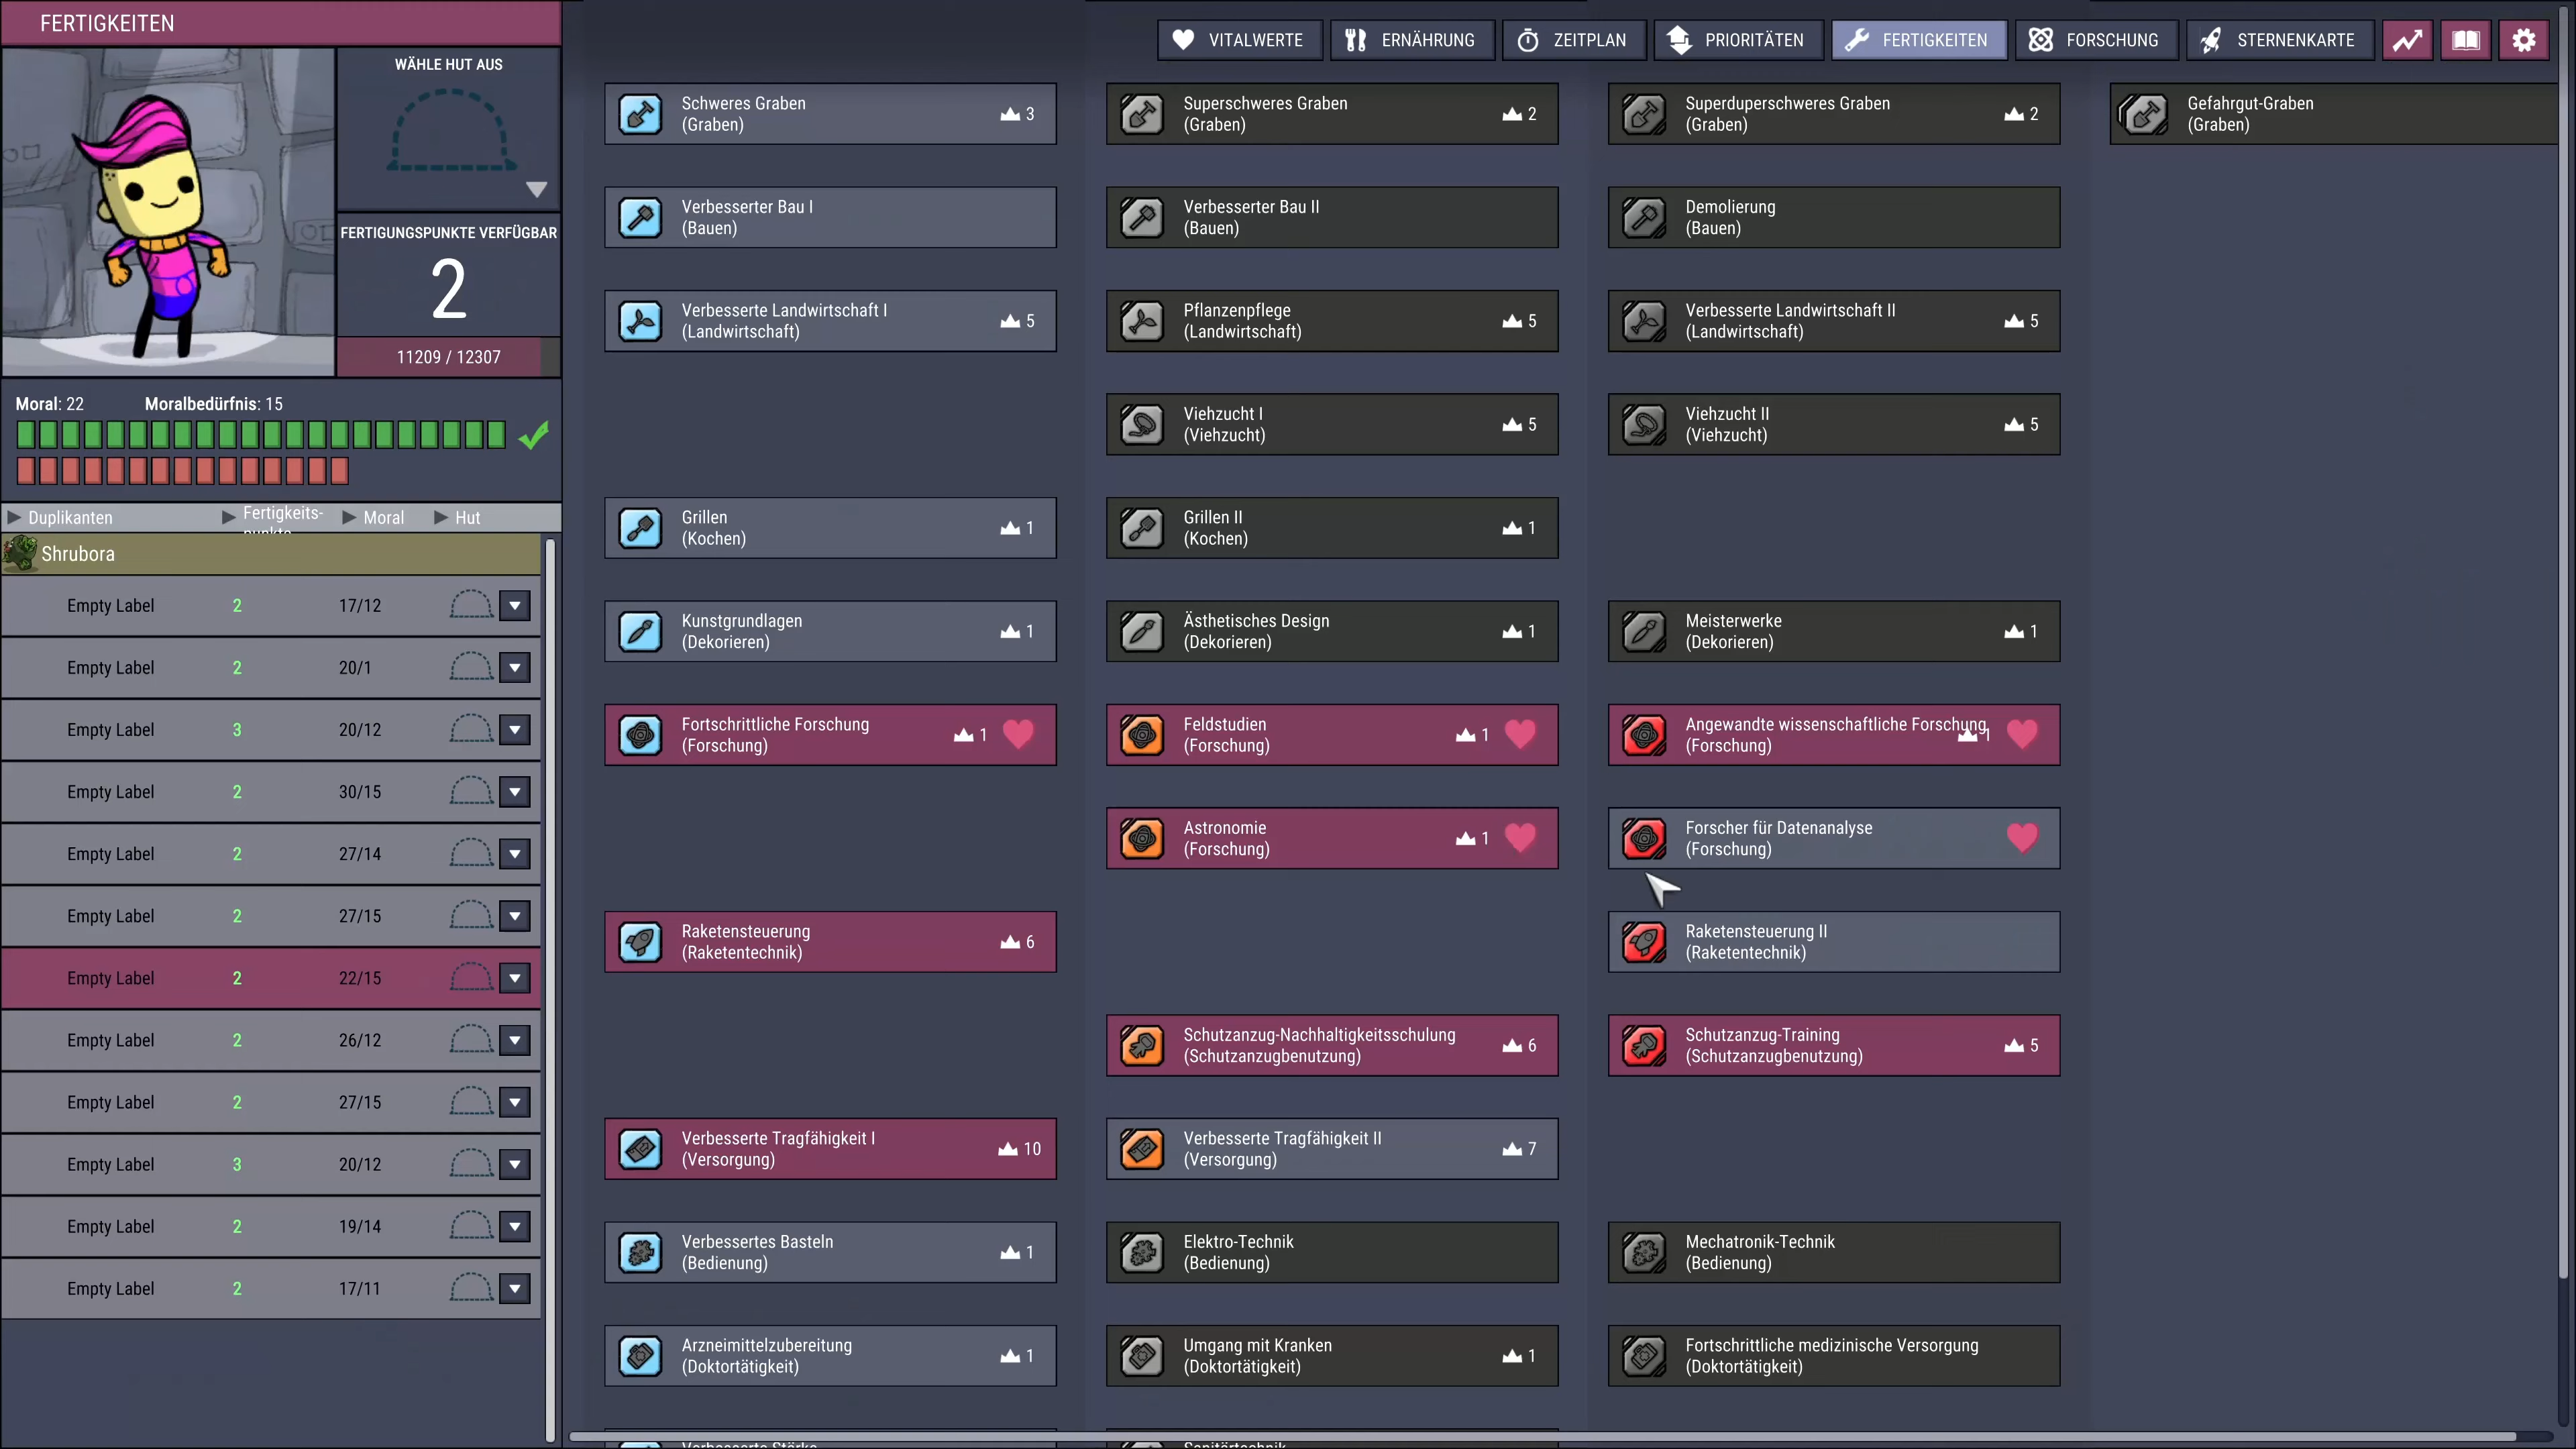 FERTIGKEITEN
VITALWERTE
ERNÄHRUNG
ZEITPLAN
PRIORITÄTEN
FERTIGKEITEN
FORSCHUNG
STERNENKARTE
WÄHLE HUT AUS
FERTIGUNGSPUNKTE VERFÜGBAR
2
11209 / 12307
Moral: 22 Moralbedürfnis: 15
Duplikanten Fertigkeits- Moral Hut
punkte
Shrubora
Empty Label 2 17/12
Empty Label 2 20/1
Empty Label 3 20/12
Empty Label 2 30/15
Empty Label 2 27/14
Empty Label 2 27/15
Empty Label 2 22/15
Empty Label 2 26/12
Empty Label 2 27/15
Empty Label 3 20/12
Empty Label 2 19/14
Empty Label 2 17/11
Schweres Graben
(Graben)
3
Superschweres Graben
(Graben)
2
Superduperschweres Graben
(Graben)
2
Gefahrgut-Graben
(Graben)
Verbesserter Bau I
(Bauen)
Verbesserter Bau II
(Bauen)
Demolierung
(Bauen)
Verbesserte Landwirtschaft I
(Landwirtschaft)
5
Pflanzenpflege
(Landwirtschaft)
5
Verbesserte Landwirtschaft II
(Landwirtschaft)
5
Viehzucht I
(Viehzucht)
5
Viehzucht II
(Viehzucht)
5
Grillen
(Kochen)
1
Grillen II
(Kochen)
1
Kunstgrundlagen
(Dekorieren)
1
Ästhetisches Design
(Dekorieren)
1
Meisterwerke
(Dekorieren)
1
Fortschrittliche Forschung
(Forschung)
1
Feldstudien
(Forschung)
1
Angewandte wissenschaftliche Forschung
(Forschung)
1
Astronomie
(Forschung)
1
Forscher für Datenanalyse
(Forschung)
Raketensteuerung
(Raketentechnik)
6
Raketensteuerung II
(Raketentechnik)
Schutzanzug-Nachhaltigkeitsschulung
(Schutzanzugbenutzung)
6
Schutzanzug-Training
(Schutzanzugbenutzung)
5
Verbesserte Tragfähigkeit I
(Versorgung)
10
Verbesserte Tragfähigkeit II
(Versorgung)
7
Verbessertes Basteln
(Bedienung)
1
Elektro-Technik
(Bedienung)
Mechatronik-Technik
(Bedienung)
Arzneimittelzubereitung
(Doktortätigkeit)
1
Umgang mit Kranken
(Doktortätigkeit)
1
Fortschrittliche medizinische Versorgung
(Doktortätigkeit)
Verbesserte Stärke
Sanitärtechnik